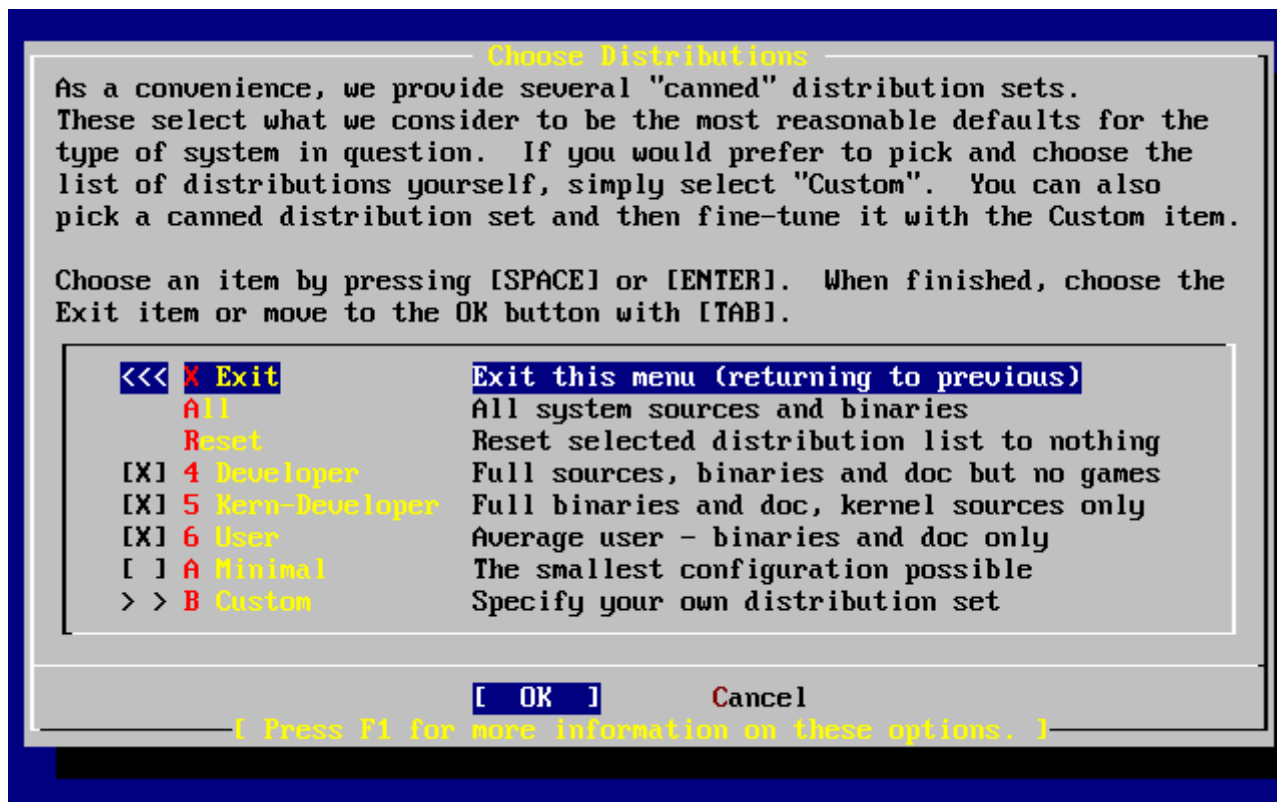 Choose Distributions
As a convenience, we provide several "canned" distribution sets.
These select what we consider to be the most reasonable defaults for the
type of system in question.  If you would prefer to pick and choose the
list of distributions yourself, simply select "Custom".  You can also
pick a canned distribution set and then fine-tune it with the Custom item.
Choose an item by pressing [SPACE] or [ENTER].  When finished, choose the
Exit item or move to the OK button with [TAB].
<<< X Exit Exit this menu (returning to previous)
All All system sources and binaries
Reset Reset selected distribution list to nothing
[X] 4 Developer Full sources, binaries and doc but no games
[X] 5 Kern-Developer Full binaries and doc, kernel sources only
[X] 6 User Average user - binaries and doc only
[ ] A Minimal The smallest configuration possible
> > B Custom Specify your own distribution set
[ OK ] Cancel
[ Press F1 for more information on these options. ]